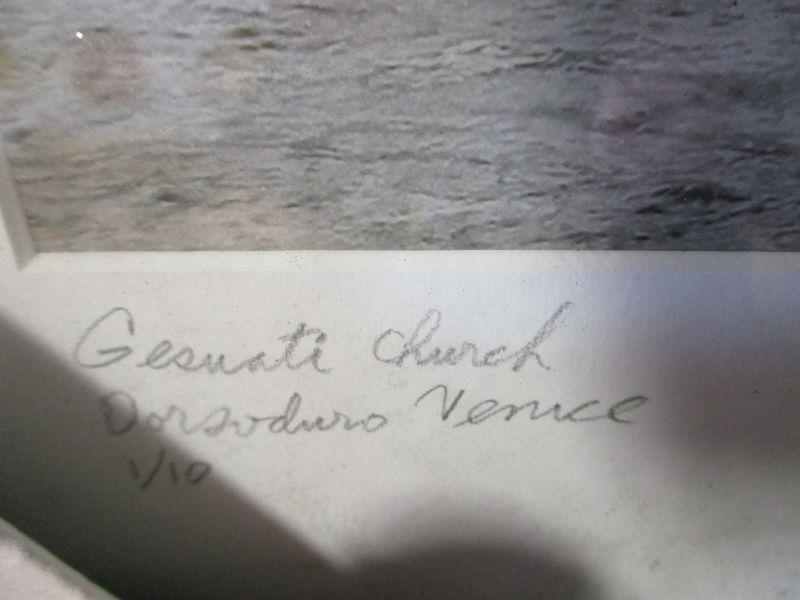 Gesuati Church
Dorsoduro Venice
1/10